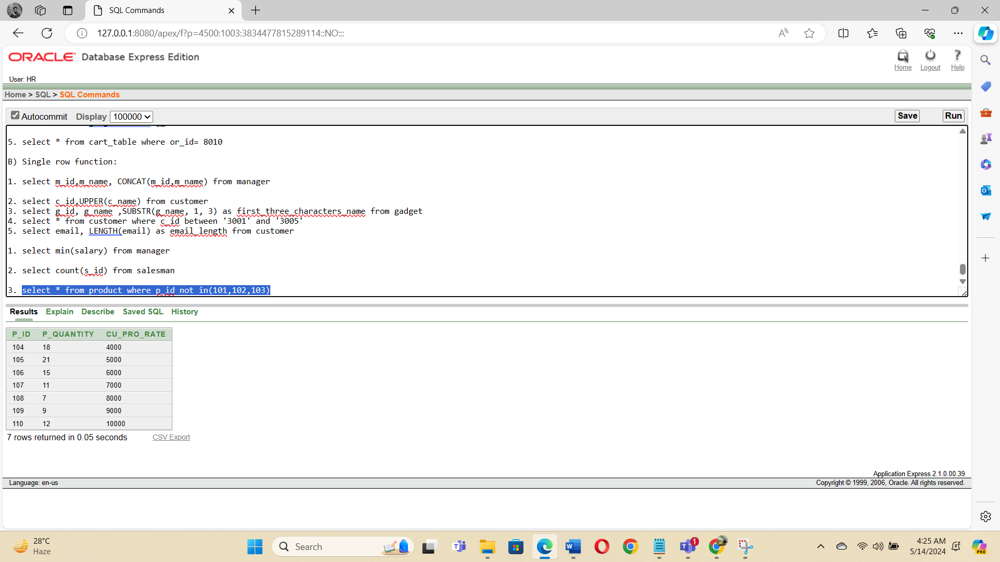 SQL Commands
127.0.0.1:8080/apex/f?p=4500:1003:3834477815289114::NO:::
ORACLE Database Express Edition
Home Logout Help
User: HR
Home > SQL > SQL Commands
Autocommit Display 100000 Save Run
5. select * from cart_table where or_id= 8010
B) Single row function:
1. select m_id,m_name, CONCAT(m_id,m_name) from manager
2. select c_id,UPPER(c_name) from customer
3. select g_id, g_name ,SUBSTR(g_name, 1, 3) as first_three_characters_name from gadget
4. select * from customer where c_id between '3001' and '3005'
5. select email, LENGTH(email) as email_length from customer
1. select min(salary) from manager
2. select count(s_id) from salesman
3. select * from product where p_id not in(101,102,103)
Results Explain Describe Saved SQL History
P_ID P_QUANTITY CU_PRO_RATE
104 18 4000
105 21 5000
106 15 6000
107 11 7000
108 7 8000
109 9 9000
110 12 10000
7 rows returned in 0.05 seconds CSV Export
Application Express 2.1.0.00.39
Language: en-us Copyright © 1999, 2006, Oracle. All rights reserved.
28°C
Haze
Search
1
4:25 AM
5/14/2024
PRE